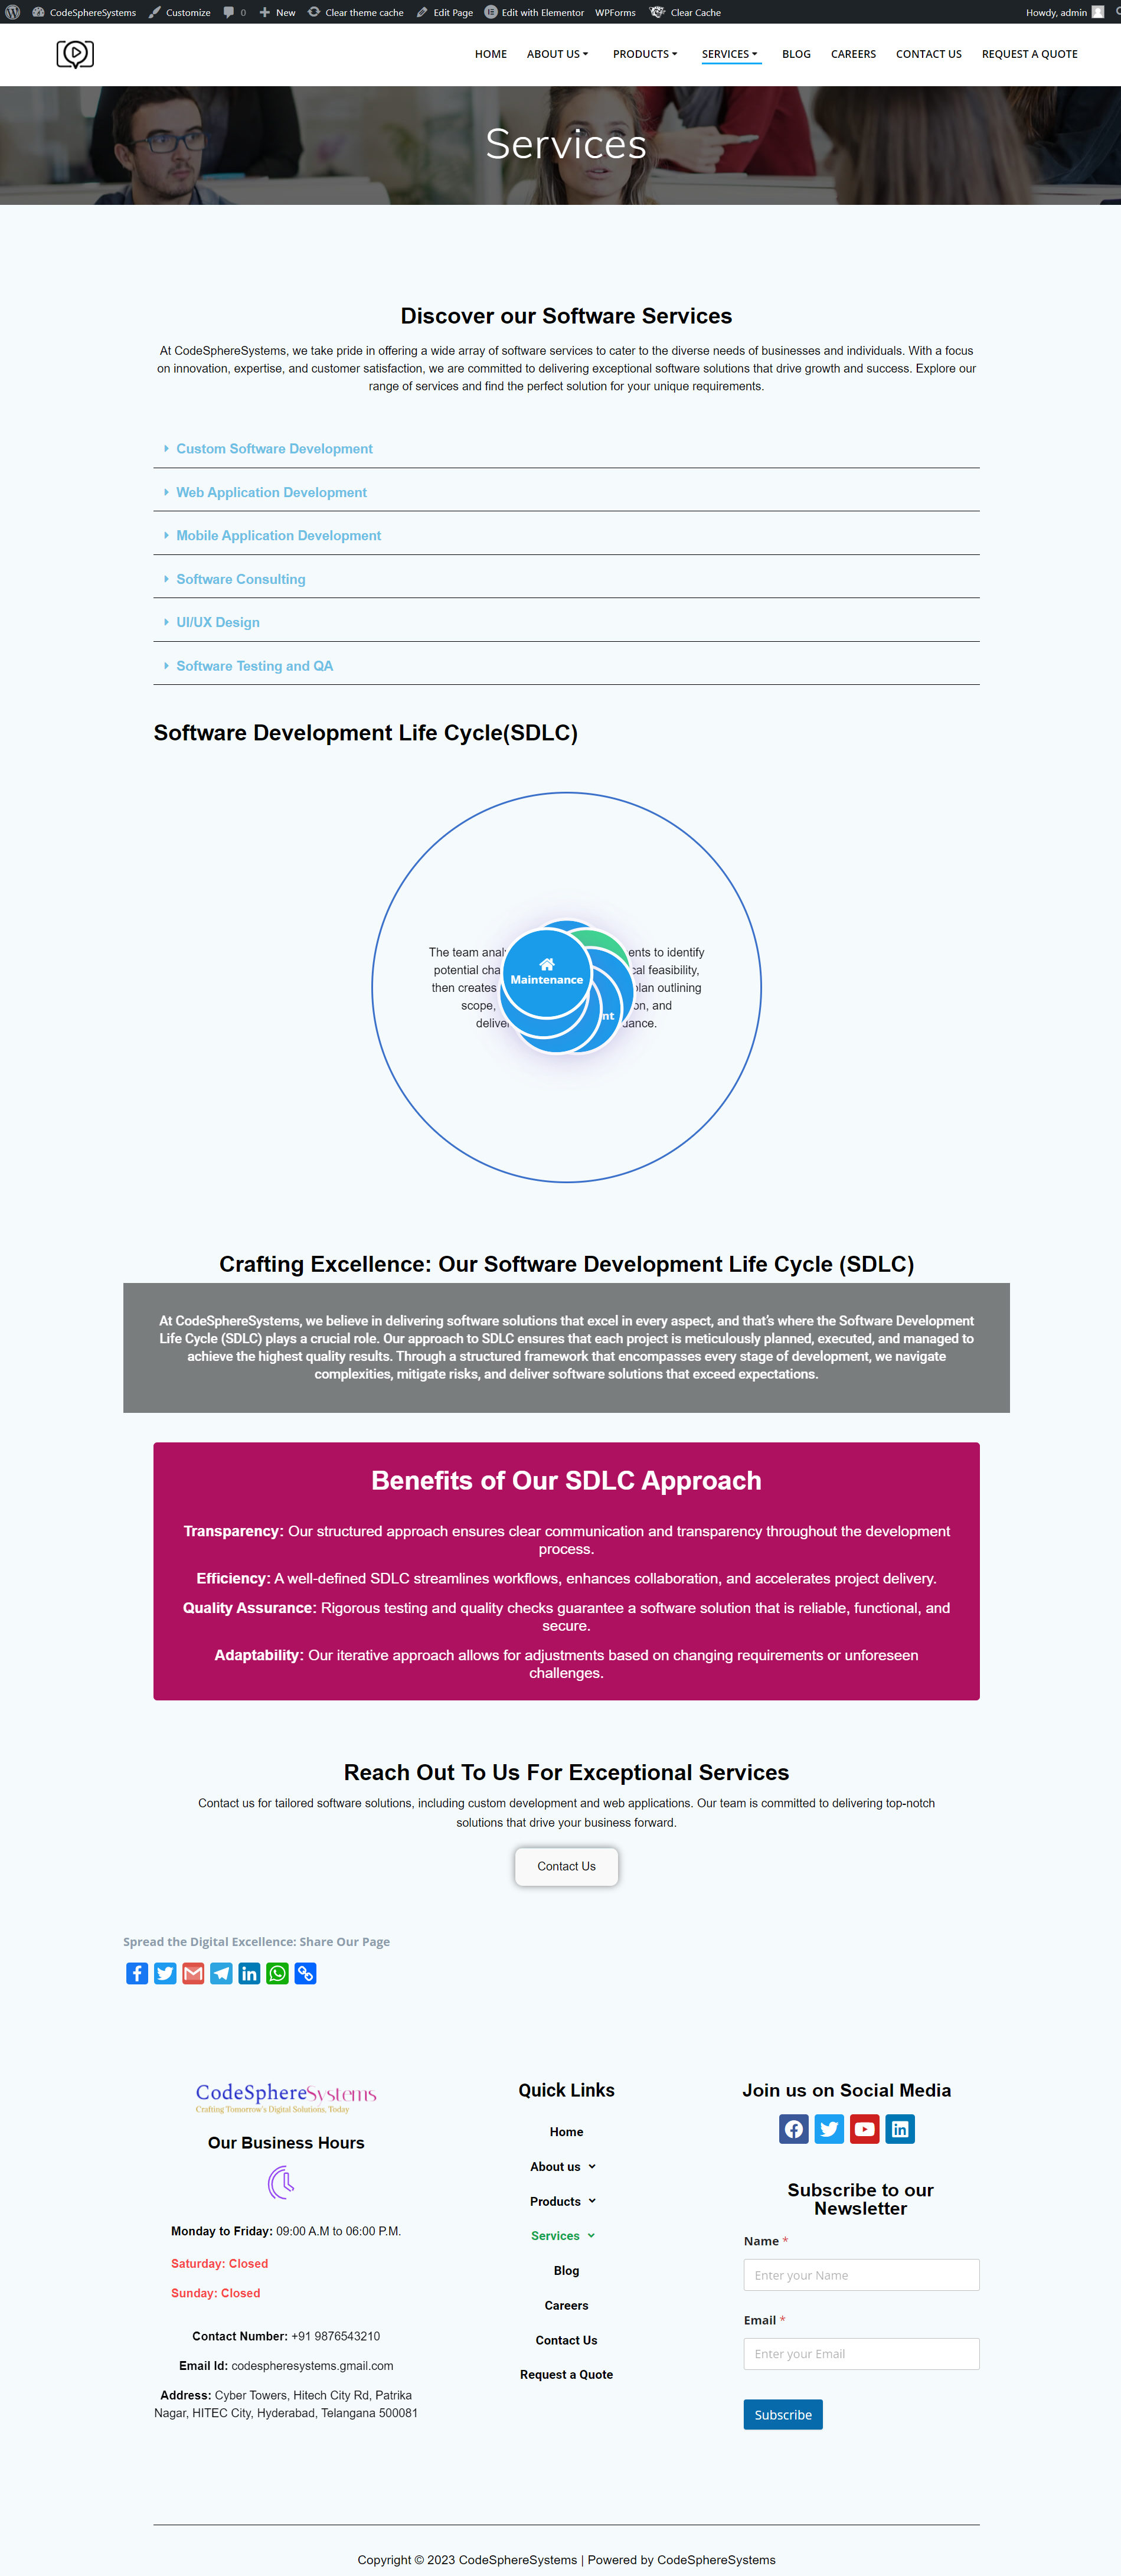 CodeSphereSystems Customize 0 New Clear theme cache Edit Page Edit with Elementor WPForms Clear Cache Howdy, admin
HOME ABOUT US PRODUCTS SERVICES BLOG CAREERS CONTACT US REQUEST A QUOTE
Services
Discover our Software Services
At CodeSphereSystems, we take pride in offering a wide array of software services to cater to the diverse needs of businesses and individuals. With a focus
on innovation, expertise, and customer satisfaction, we are committed to delivering exceptional software solutions that drive growth and success. Explore our
range of services and find the perfect solution for your unique requirements.
Custom Software Development
Web Application Development
Mobile Application Development
Software Consulting
UI/UX Design
Software Testing and QA
Software Development Life Cycle(SDLC)
The team anal ents to identify
potential cha cal feasibility,
Maintenance
then creates plan outlining
scope, on, and
nt
deliver dance.
Crafting Excellence: Our Software Development Life Cycle (SDLC)
At CodeSphereSystems, we believe in delivering software solutions that excel in every aspect, and that's where the Software Development
Life Cycle (SDLC) plays a crucial role. Our approach to SDLC ensures that each project is meticulously planned, executed, and managed to
achieve the highest quality results. Through a structured framework that encompasses every stage of development, we navigate
complexities, mitigate risks, and deliver software solutions that exceed expectations.
Benefits of Our SDLC Approach
Transparency: Our structured approach ensures clear communication and transparency throughout the development
process.
Efficiency: A well-defined SDLC streamlines workflows, enhances collaboration, and accelerates project delivery.
Quality Assurance: Rigorous testing and quality checks guarantee a software solution that is reliable, functional, and
secure.
Adaptability: Our iterative approach allows for adjustments based on changing requirements or unforeseen
challenges.
Reach Out To Us For Exceptional Services
Contact us for tailored software solutions, including custom development and web applications. Our team is committed to delivering top-notch
solutions that drive your business forward.
Contact Us
Spread the Digital Excellence: Share Our Page
CodeSphereSystems
Crafting Tomorrow's Digital Solutions, Today
Our Business Hours
Monday to Friday: 09:00 A.M to 06:00 P.M.
Saturday: Closed
Sunday: Closed
Contact Number: +91 9876543210
Email Id: codespheresystems.gmail.com
Address: Cyber Towers, Hitech City Rd, Patrika
Nagar, HITEC City, Hyderabad, Telangana 500081
Quick Links
Home
About us
Products
Services
Blog
Careers
Contact Us
Request a Quote
Join us on Social Media
Subscribe to our
Newsletter
Name *
Enter your Name
Email *
Enter your Email
Subscribe
Copyright © 2023 CodeSphereSystems | Powered by CodeSphereSystems